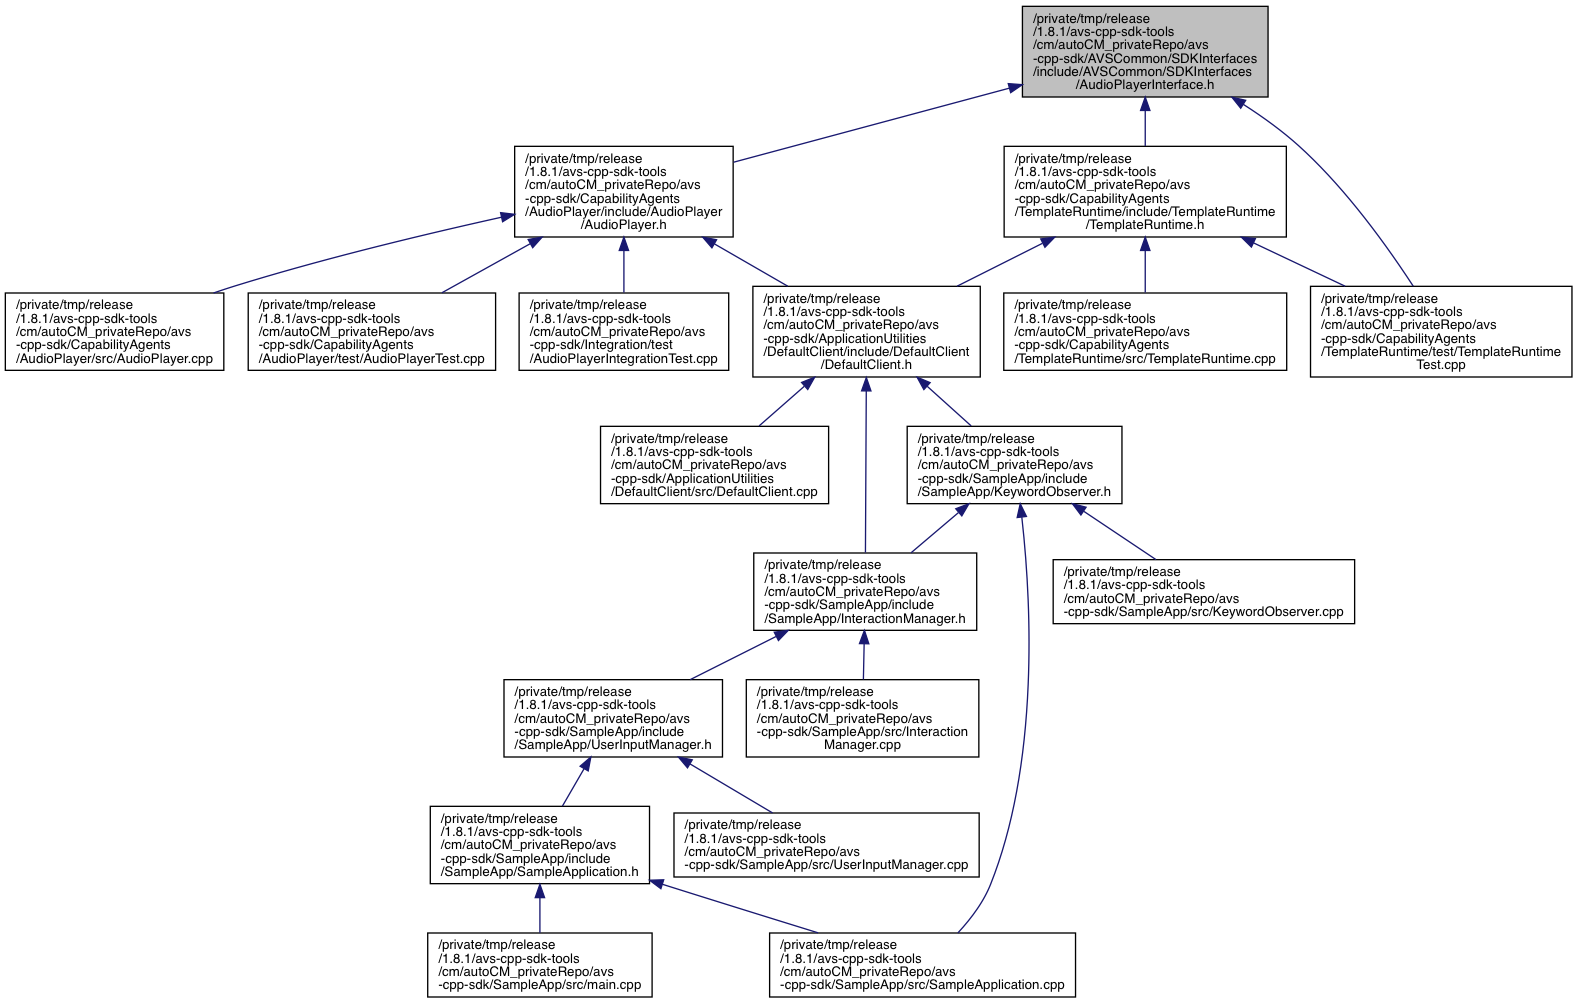 /private/tmp/release
/1.8.1/avs-cpp-sdk-tools
/cm/autoCM_privateRepo/avs
-cpp-sdk/AVSCommon/SDKInterfaces
/include/AVSCommon/SDKInterfaces
/AudioPlayerInterface.h
/private/tmp/release
/1.8.1/avs-cpp-sdk-tools
/cm/autoCM_privateRepo/avs
-cpp-sdk/CapabilityAgents
/AudioPlayer/include/AudioPlayer
/AudioPlayer.h
/private/tmp/release
/1.8.1/avs-cpp-sdk-tools
/cm/autoCM_privateRepo/avs
-cpp-sdk/CapabilityAgents
/TemplateRuntime/include/TemplateRuntime
/TemplateRuntime.h
/private/tmp/release
/1.8.1/avs-cpp-sdk-tools
/cm/autoCM_privateRepo/avs
-cpp-sdk/CapabilityAgents
/AudioPlayer/src/AudioPlayer.cpp
/private/tmp/release
/1.8.1/avs-cpp-sdk-tools
/cm/autoCM_privateRepo/avs
-cpp-sdk/CapabilityAgents
/AudioPlayer/test/AudioPlayerTest.cpp
/private/tmp/release
/1.8.1/avs-cpp-sdk-tools
/cm/autoCM_privateRepo/avs
-cpp-sdk/Integration/test
/AudioPlayerIntegrationTest.cpp
/private/tmp/release
/1.8.1/avs-cpp-sdk-tools
/cm/autoCM_privateRepo/avs
-cpp-sdk/ApplicationUtilities
/DefaultClient/include/DefaultClient
/DefaultClient.h
/private/tmp/release
/1.8.1/avs-cpp-sdk-tools
/cm/autoCM_privateRepo/avs
-cpp-sdk/CapabilityAgents
/TemplateRuntime/src/TemplateRuntime.cpp
/private/tmp/release
/1.8.1/avs-cpp-sdk-tools
/cm/autoCM_privateRepo/avs
-cpp-sdk/CapabilityAgents
/TemplateRuntime/test/TemplateRuntime
Test.cpp
/private/tmp/release
/1.8.1/avs-cpp-sdk-tools
/cm/autoCM_privateRepo/avs
-cpp-sdk/ApplicationUtilities
/DefaultClient/src/DefaultClient.cpp
/private/tmp/release
/1.8.1/avs-cpp-sdk-tools
/cm/autoCM_privateRepo/avs
-cpp-sdk/SampleApp/include
/SampleApp/KeywordObserver.h
/private/tmp/release
/1.8.1/avs-cpp-sdk-tools
/cm/autoCM_privateRepo/avs
-cpp-sdk/SampleApp/include
/SampleApp/InteractionManager.h
/private/tmp/release
/1.8.1/avs-cpp-sdk-tools
/cm/autoCM_privateRepo/avs
-cpp-sdk/SampleApp/src/KeywordObserver.cpp
/private/tmp/release
/1.8.1/avs-cpp-sdk-tools
/cm/autoCM_privateRepo/avs
-cpp-sdk/SampleApp/include
/SampleApp/UserInputManager.h
/private/tmp/release
/1.8.1/avs-cpp-sdk-tools
/cm/autoCM_privateRepo/avs
-cpp-sdk/SampleApp/src/Interaction
Manager.cpp
/private/tmp/release
/1.8.1/avs-cpp-sdk-tools
/cm/autoCM_privateRepo/avs
-cpp-sdk/SampleApp/include
/SampleApp/SampleApplication.h
/private/tmp/release
/1.8.1/avs-cpp-sdk-tools
/cm/autoCM_privateRepo/avs
-cpp-sdk/SampleApp/src/UserInputManager.cpp
/private/tmp/release
/1.8.1/avs-cpp-sdk-tools
/cm/autoCM_privateRepo/avs
-cpp-sdk/SampleApp/src/main.cpp
/private/tmp/release
/1.8.1/avs-cpp-sdk-tools
/cm/autoCM_privateRepo/avs
-cpp-sdk/SampleApp/src/SampleApplication.cpp